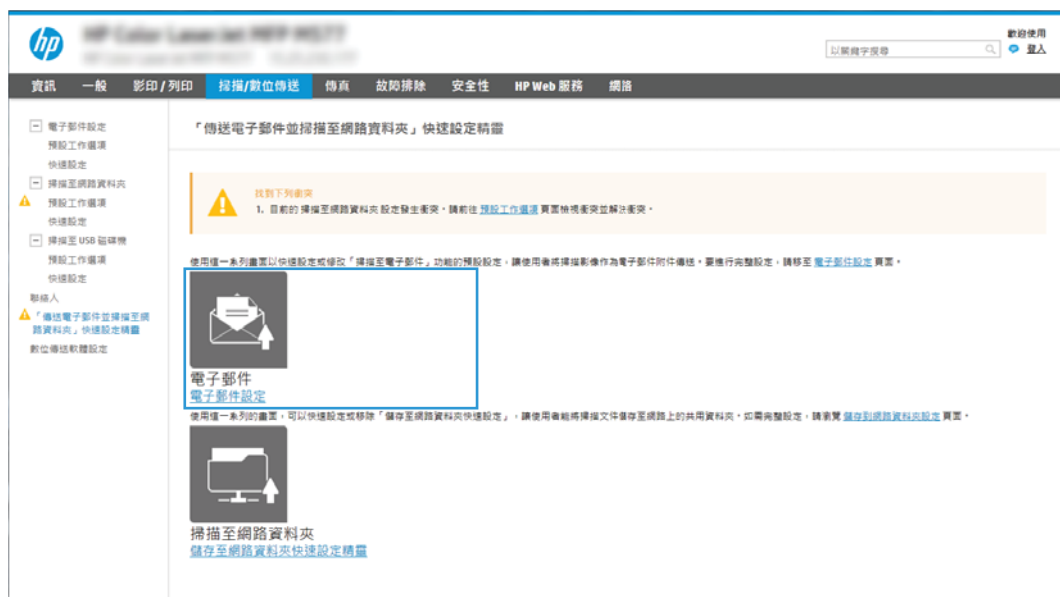 hp
歡迎使用
以關鍵字搜尋
登入
資訊 一般 影印 / 列印 掃描/數位傳送 傳真 故障排除 安全性 HP Web 服務 網路
電子郵件設定
預設工作選項
快速設定
掃描至網路資料夾
預設工作選項
快速設定
掃描至 USB 磁碟機
預設工作選項
快速設定
聯絡人
「傳送電子郵件並掃描至網
路資料夾」快速設定精靈
數位傳送軟體設定
「傳送電子郵件並掃描至網路資料夾」快速設定精靈
找到下列衝突
1. 目前的 掃描至網路資料夾 設定發生衝突。請前往 預設工作選項 頁面檢視衝突並解決衝突。
使用這一系列畫面以快速設定或修改「掃描至電子郵件」功能的預設設定，讓使用者將掃描影像作為電子郵件附件傳送。要進行完整設定，請移至 電子郵件設定 頁面。
電子郵件
電子郵件設定
使用這一系列的畫面，可以快速設定或移除「儲存至網路資料夾快速設定」，讓使用者能將掃描文件儲存至網路上的共用資料夾。如需完整設定，請瀏覽 儲存到網路資料夾設定 頁面。
掃描至網路資料夾
儲存至網路資料夾快速設定精靈